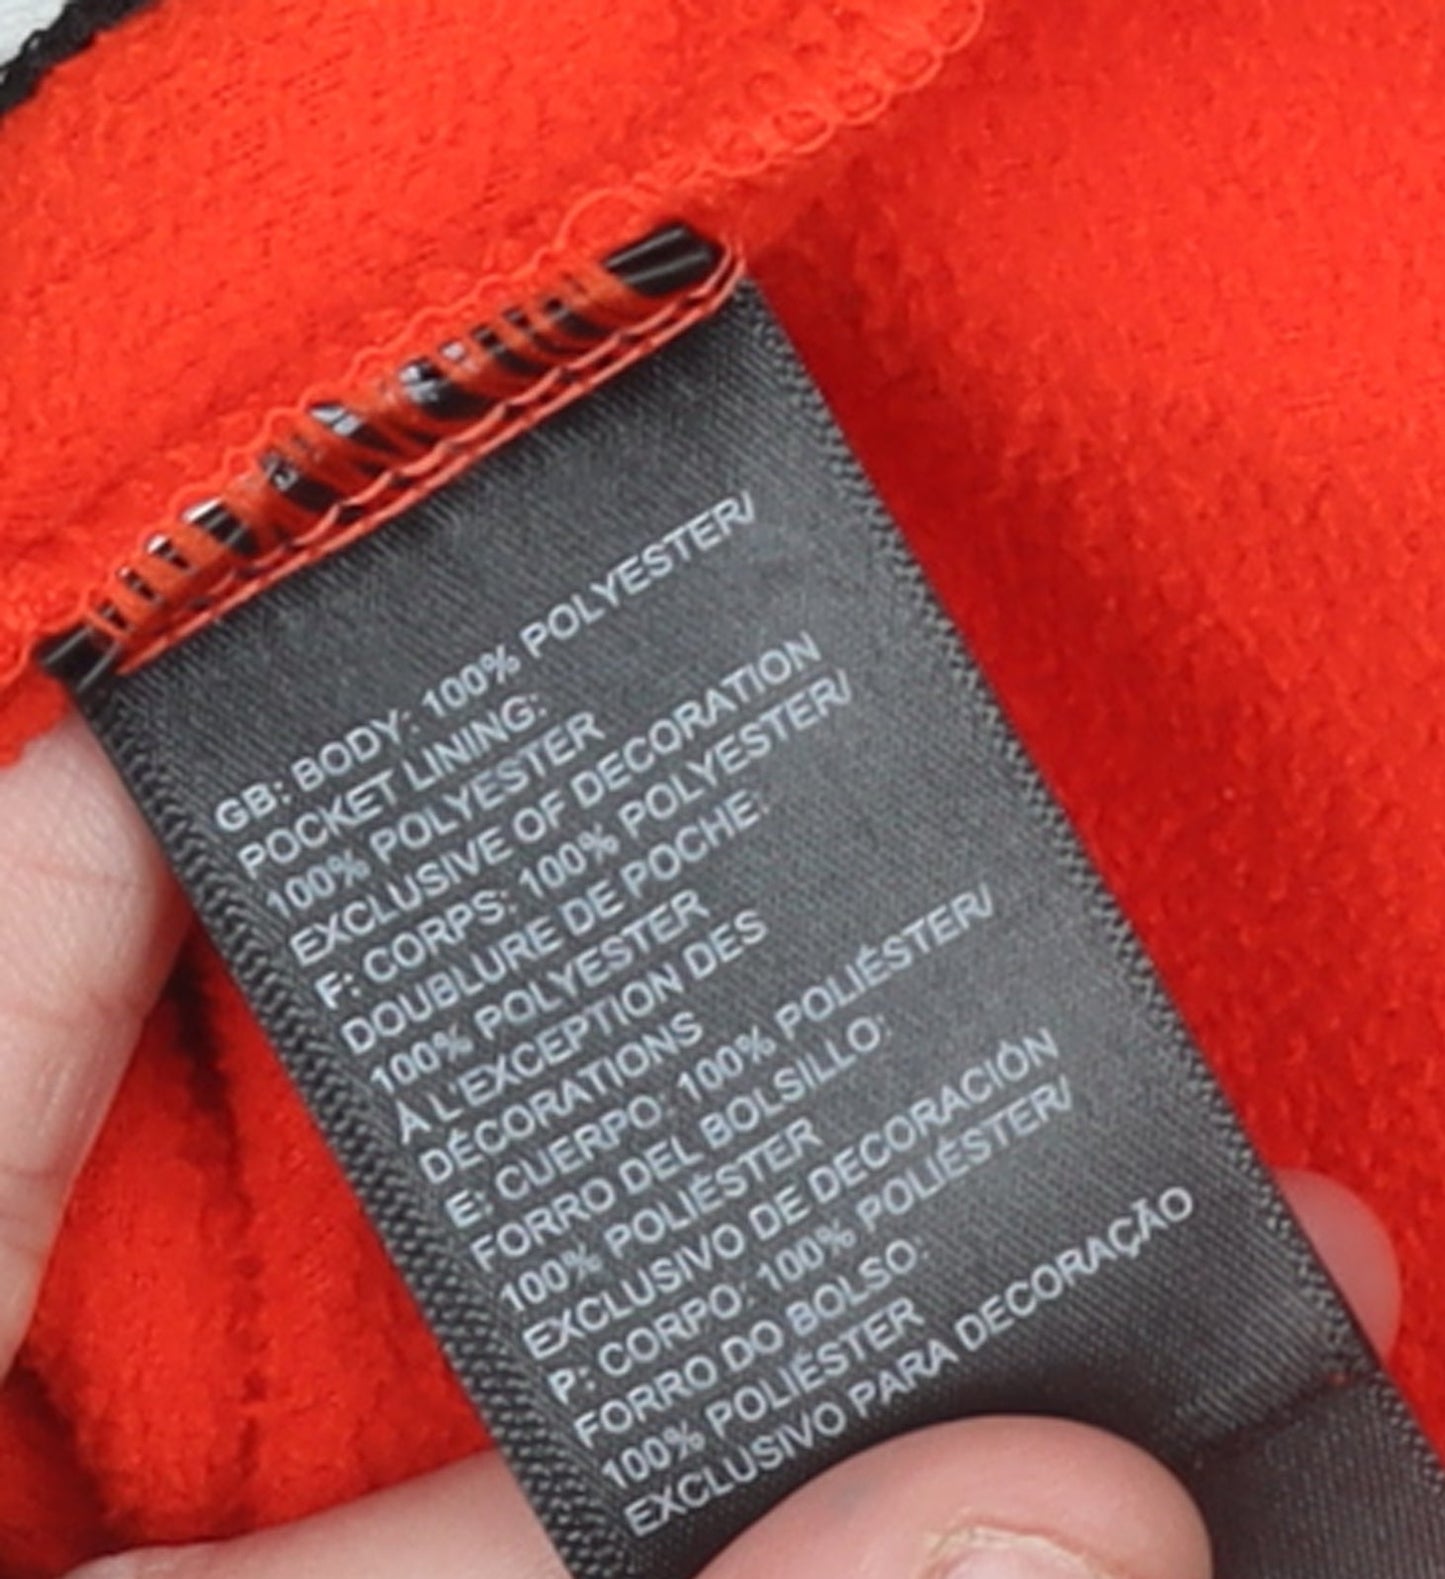 GB: BODY: 100% POLYESTER/
POCKET LINING:
100% POLYESTER
EXCLUSIVE OF DECORATION
F: CORPS: 100% POLYESTER/
DOUBLURE DE POCHE:
100% POLYESTER
À L'EXCEPTION DES
DÉCORATIONS
E: CUERPO: 100% POLIÉSTER/
FORRO DEL BOLSILLO:
100% POLIÉSTER
EXCLUSIVO DE DECORACIÓN
P: CORPO: 100% POLIÉSTER/
FORRO DO BOLSO:
100% POLIÉSTER
EXCLUSIVO PARA DECORAÇÃO